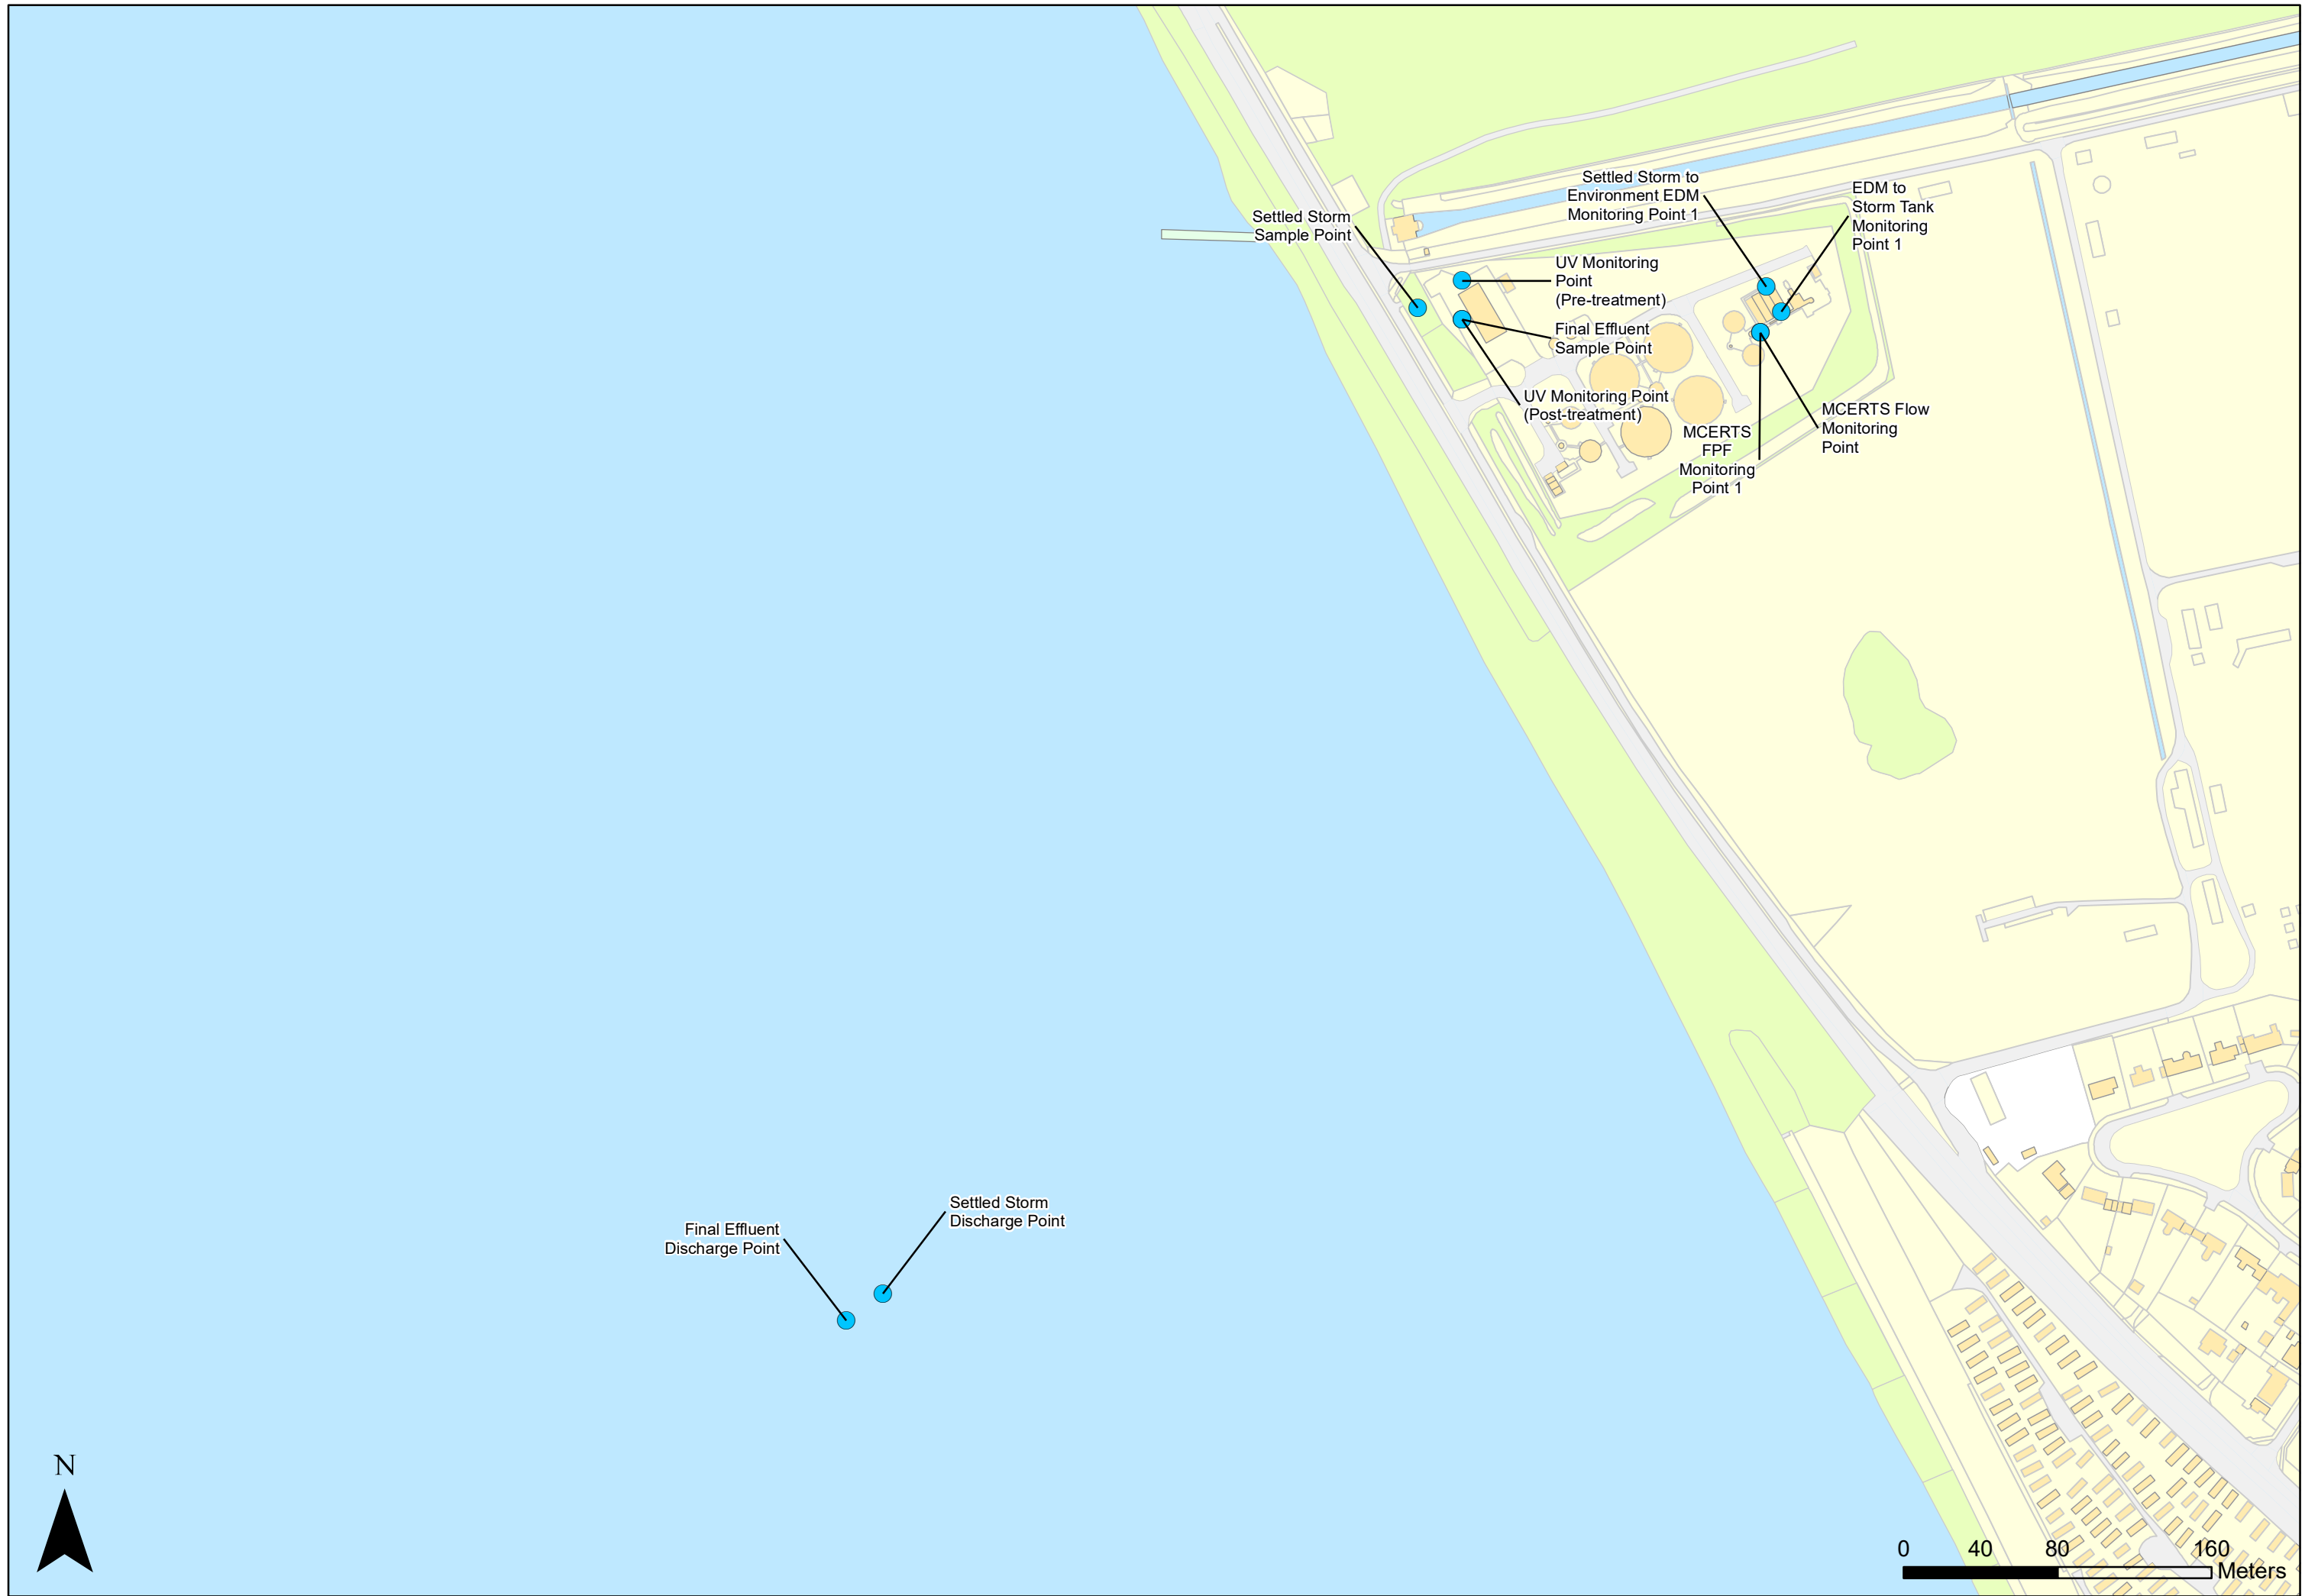 Settled Storm to
Environment EDM
Monitoring Point 1
EDM to
Storm Tank
Monitoring
Point 1
Settled Storm
Sample Point
UV Monitoring
Point
(Pre-treatment)
Final Effluent
Sample Point
UV Monitoring Point
(Post-treatment)
MCERTS Flow
Monitoring
Point
MCERTS
FPF
Monitoring
Point 1
Settled Storm
Discharge Point
Final Effluent
Discharge Point
N
0 40 80 160
Meters